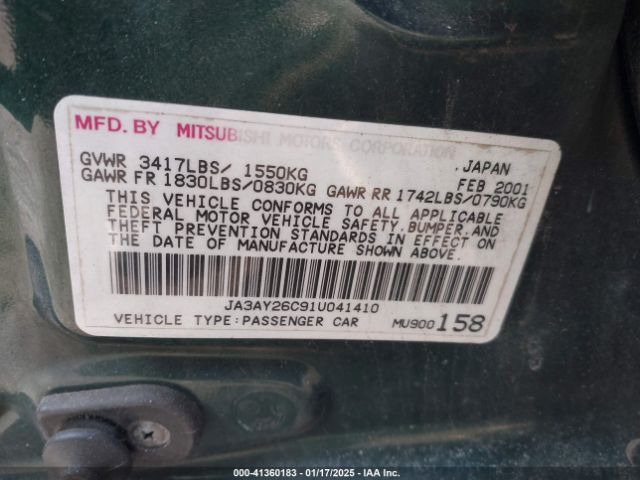 MFD. BY MITSUBISHI MOTORS CORPORATION
GVWR 3417LBS/ 1550KG JAPAN
GAWR FR 1830LBS/0830KG GAWR RR 1742LBS/0790KG FEB 2001
THIS VEHICLE CONFORMS TO ALL APPLICABLE
FEDERAL MOTOR VEHICLE SAFETY, BUMPER, AND
THEFT PREVENTION STANDARDS IN EFFECT ON
THE DATE OF MANUFACTURE SHOWN ABOVE.
JA3AY26C91U041410
VEHICLE TYPE:PASSENGER CAR MU900158
000-41360183 - 01/17/2025 - IAA Inc.